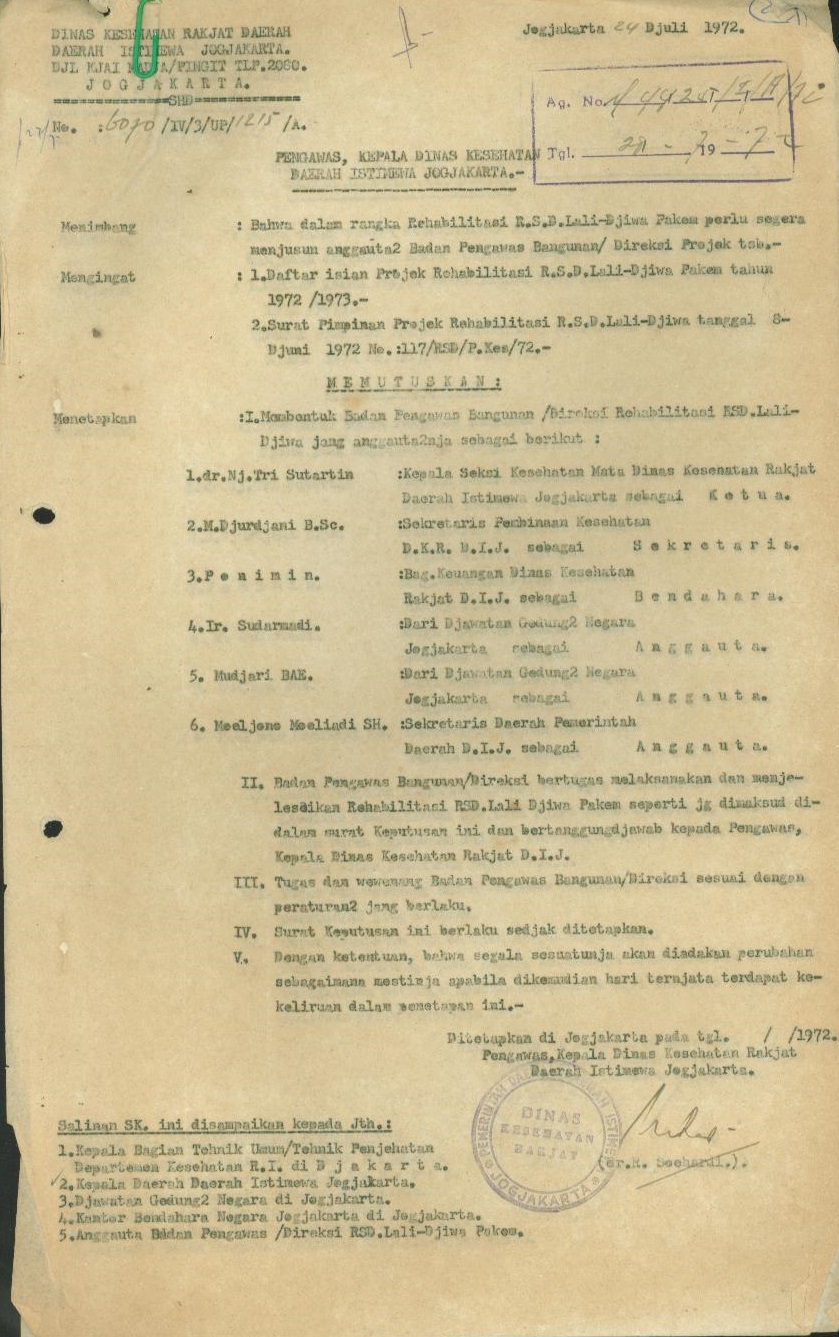 DINAS KESEHATAN RAKJAT DAERAH
DAERAH ISTIMEWA JOGJAKARTA.
DJL KJAI /PINGIT TLP.2060.
J O G J A K A R T A.
=SHD=
No. :6070/IV/3/UP/1215/A.
Jogjakarta 24 Djuli 1972.
Ag. No.
Tgl. 28 - 7 - 19 72
PENGAWAS, KEPALA DINAS KESEHATAN
DAERAH ISTIMEWA JOGJAKARTA.-
Menimbang : Bahwa dalam rangka Rehabilitasi R.S.D.Lali-Djiwa Pakem perlu segera
menjusun anggauta2 Badan Pengawas Bangunan/ Direksi Projek tsb.-
Mengingat : 1.Daftar isian Projek Rehabilitasi R.S.D.Lali-Djiwa Pakem tahun
1972 /1973.-
2.Surat Pimpinan Projek Rehabilitasi R.S.D.Lali-Djiwa tanggal 8-
Djuni 1972 No.:117/RSD/P.Kes/72.-
M E M U T U S K A N :
Menetapkan :I.Membentuk Badan Pengawas Bangunan /Direksi Rehabilitasi RSD.Lali-
Djiwa jang anggauta2nja sebagai berikut :
1.dr.Nj.Tri Sutartin :Kepala Seksi Kesehatan Mata Dinas Kesehatan Rakjat
Daerah Istimewa Jogjakarta sebagai K e t u a.
2.M.Djurdjani B.Sc. :Sekretaris Pembinaan Kesehatan
D.K.R. D.I.J. sebagai S e k r e t a r i s.
3.P o n i m i n. :Bag.Keuangan Dinas Kesehatan
Rakjat D.I.J. sebagai B e n d a h a r a.
4.Ir. Sudarmadi. :Dari Djawatan Gedung2 Negara
Jogjakarta sebagai A n g g a u t a.
5. Mudjari BAE. :Dari Djawatan Gedung2 Negara
Jogjakarta sebagai A n g g a u t a.
6. Moeljono Moeliadi SH. :Sekretaris Daerah Pemerintah
Daerah D.I.J. sebagai A n g g a u t a.
II. Badan Pengawas Bangunan/Direksi bertugas melaksanakan dan menje-
lesaikan Rehabilitasi RSD.Lali Djiwa Pakem seperti jg dimaksud di-
dalam surat Keputusan ini dan bertanggungdjawab kepada Pengawas,
Kepala Dinas Kesehatan Rakjat D.I.J.
III. Tugas dan wewenang Badan Pengawas Bangunan/Direksi sesuai dengan
peraturan2 jang berlaku.
IV. Surat Keputusan ini berlaku sedjak ditetapkan.
V. Dengan ketentuan, bahwa segala sesuatunja akan diadakan perubahan
sebagaimana mestinja apabila dikemudian hari ternjata terdapat ke-
keliruan dalam penetapan ini.-
Ditetapkan di Jogjakarta pada tgl. / /1972.
Pengawas,Kepala Dinas Kesehatan Rakjat
Daerah Istimewa Jogjakarta.
DINAS
KESEHATAN
RAKJAT
JOGJAKARTA
(dr.R. Soehardi.).
Salinan SK. ini disampaikan kepada Jth.:
1.Kepala Bagian Tehnik Umum/Tehnik Penjehatan
Departemen Kesehatan R.I. di D j a k a r t a.
2.Kepala Daerah Daerah Istimewa Jogjakarta.
3.Djawatan Gedung2 Negara di Jogjakarta.
4.Kantor Bendahara Negara Jogjakarta di Jogjakarta.
5.Anggauta Badan Pengawas /Direksi RSD.Lali-Djiwa Pakem.